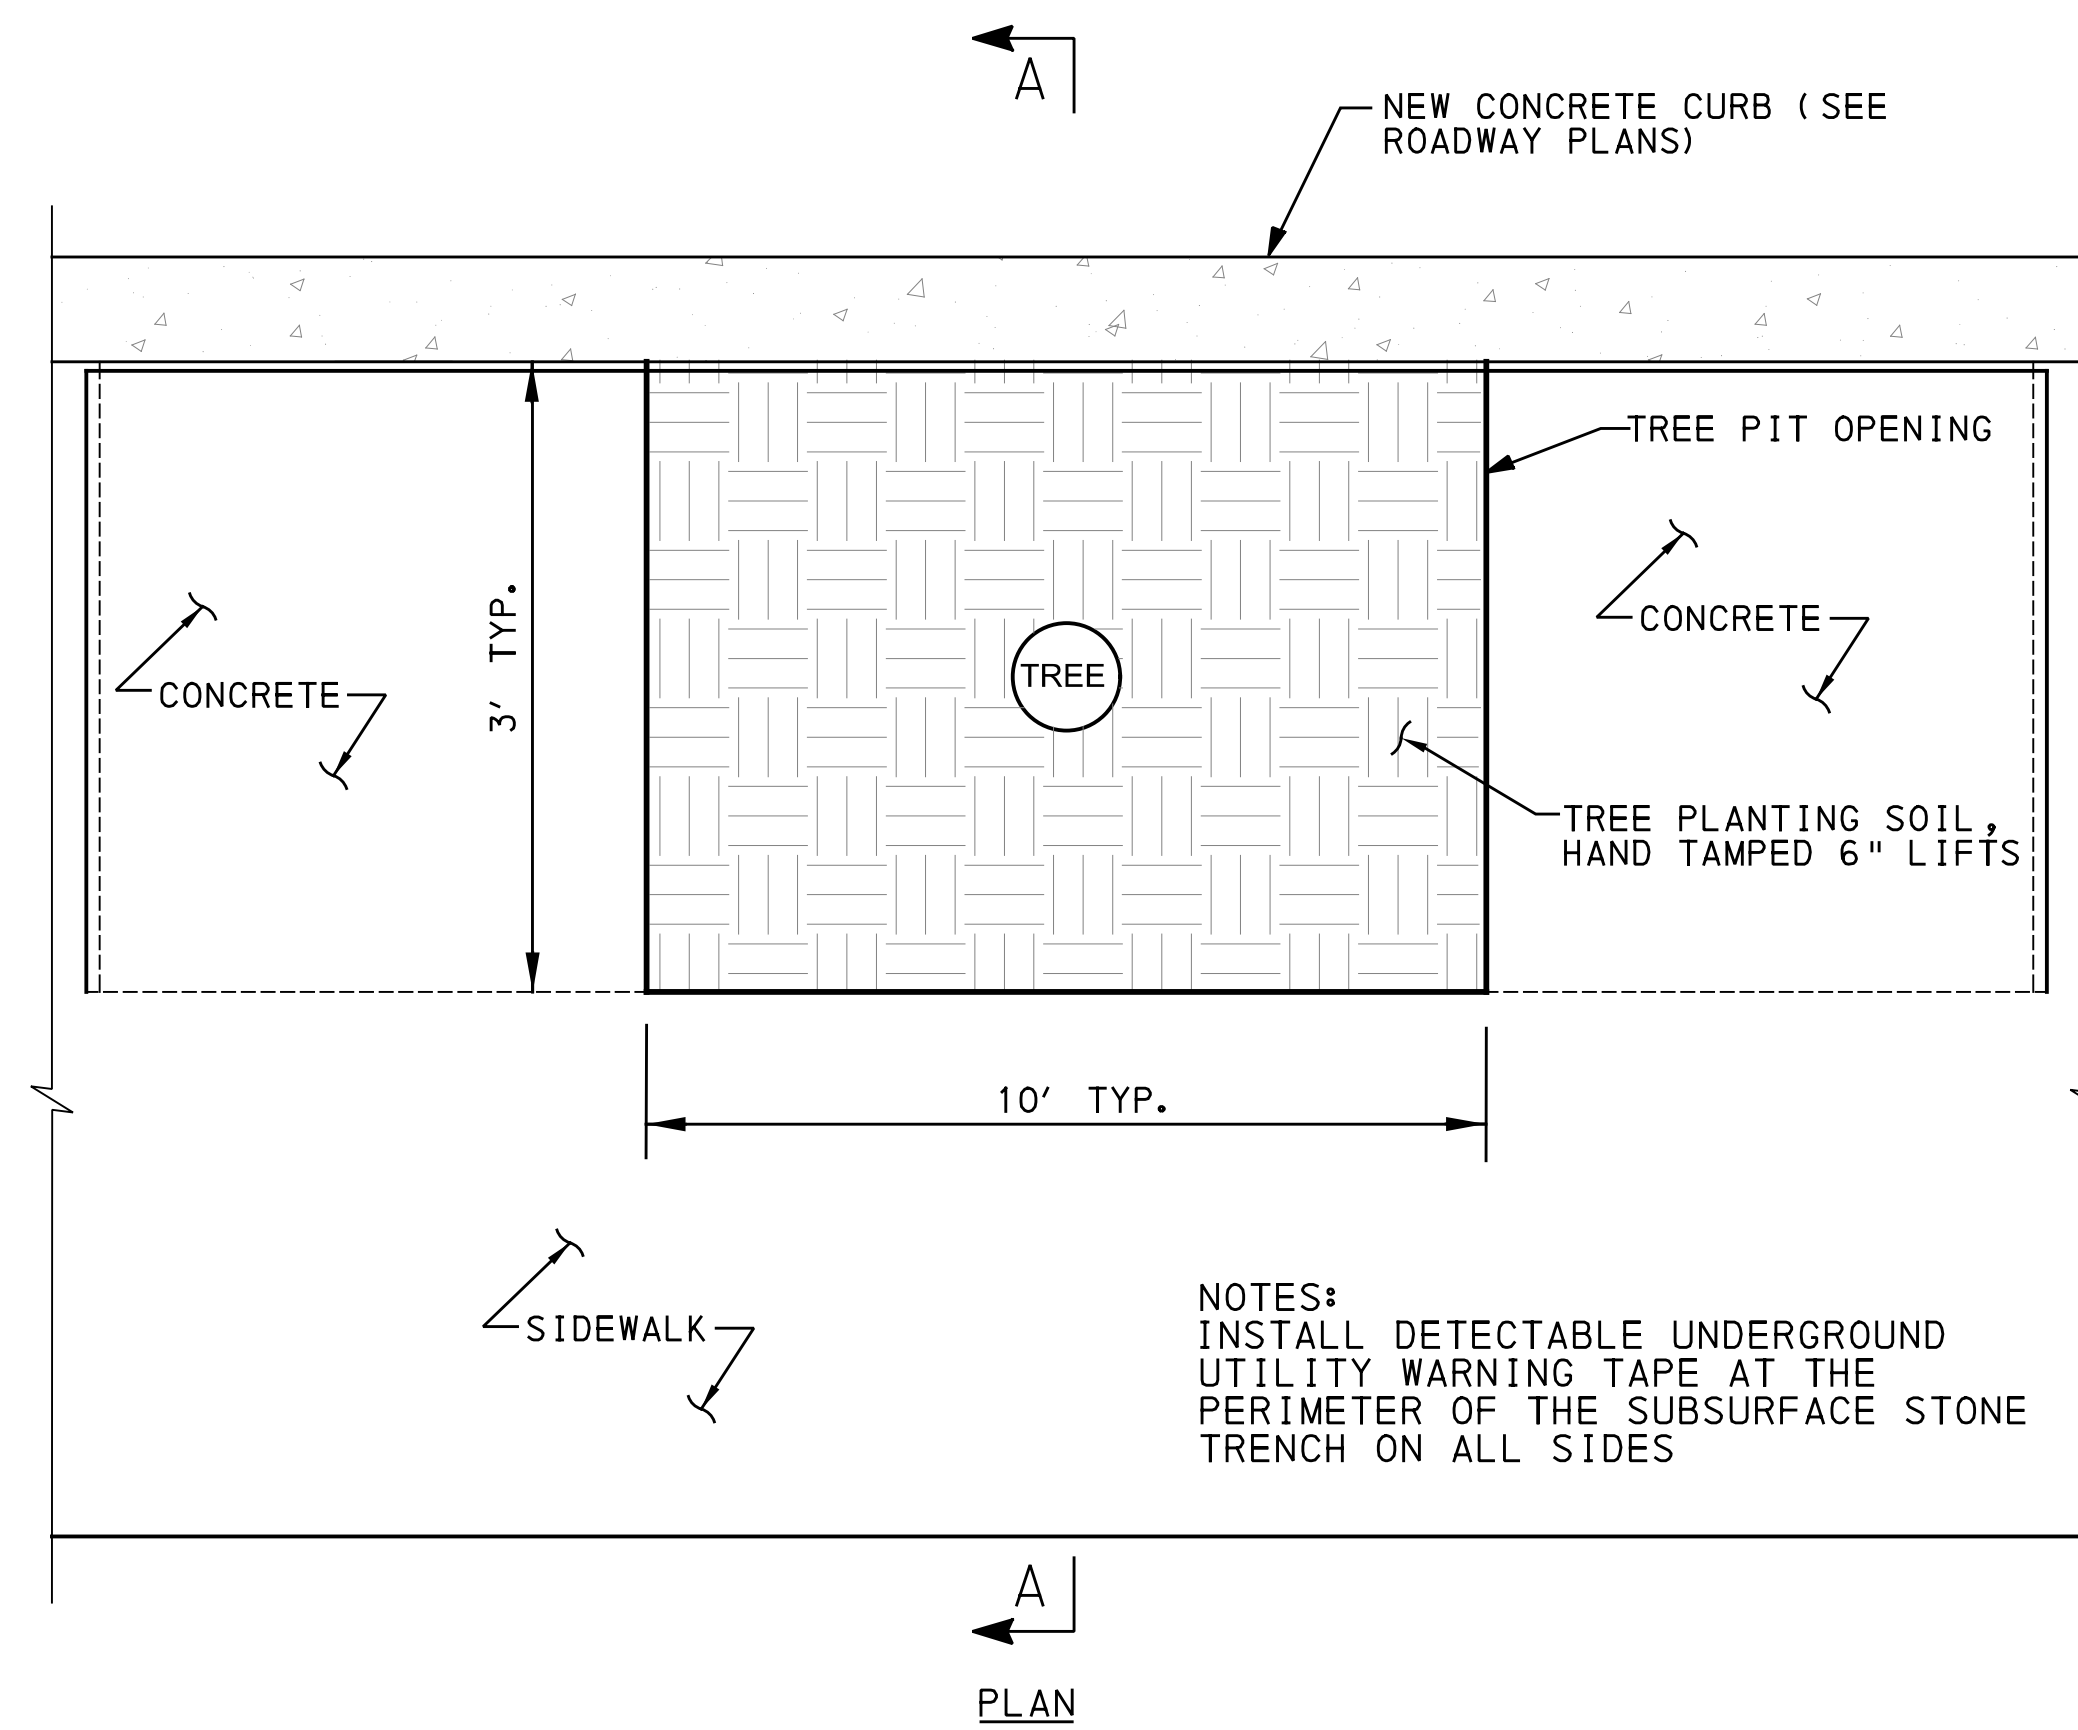 A
NEW CONCRETE CURB (SEE
ROADWAY PLANS)
TREE PIT OPENING
CONCRETE
CONCRETE
3' TYP.
TREE
TREE PLANTING SOIL,
HAND TAMPED 6" LIFTS
10' TYP.
SIDEWALK
NOTES:
INSTALL DETECTABLE UNDERGROUND
UTILITY WARNING TAPE AT THE
PERIMETER OF THE SUBSURFACE STONE
TRENCH ON ALL SIDES
A
PLAN